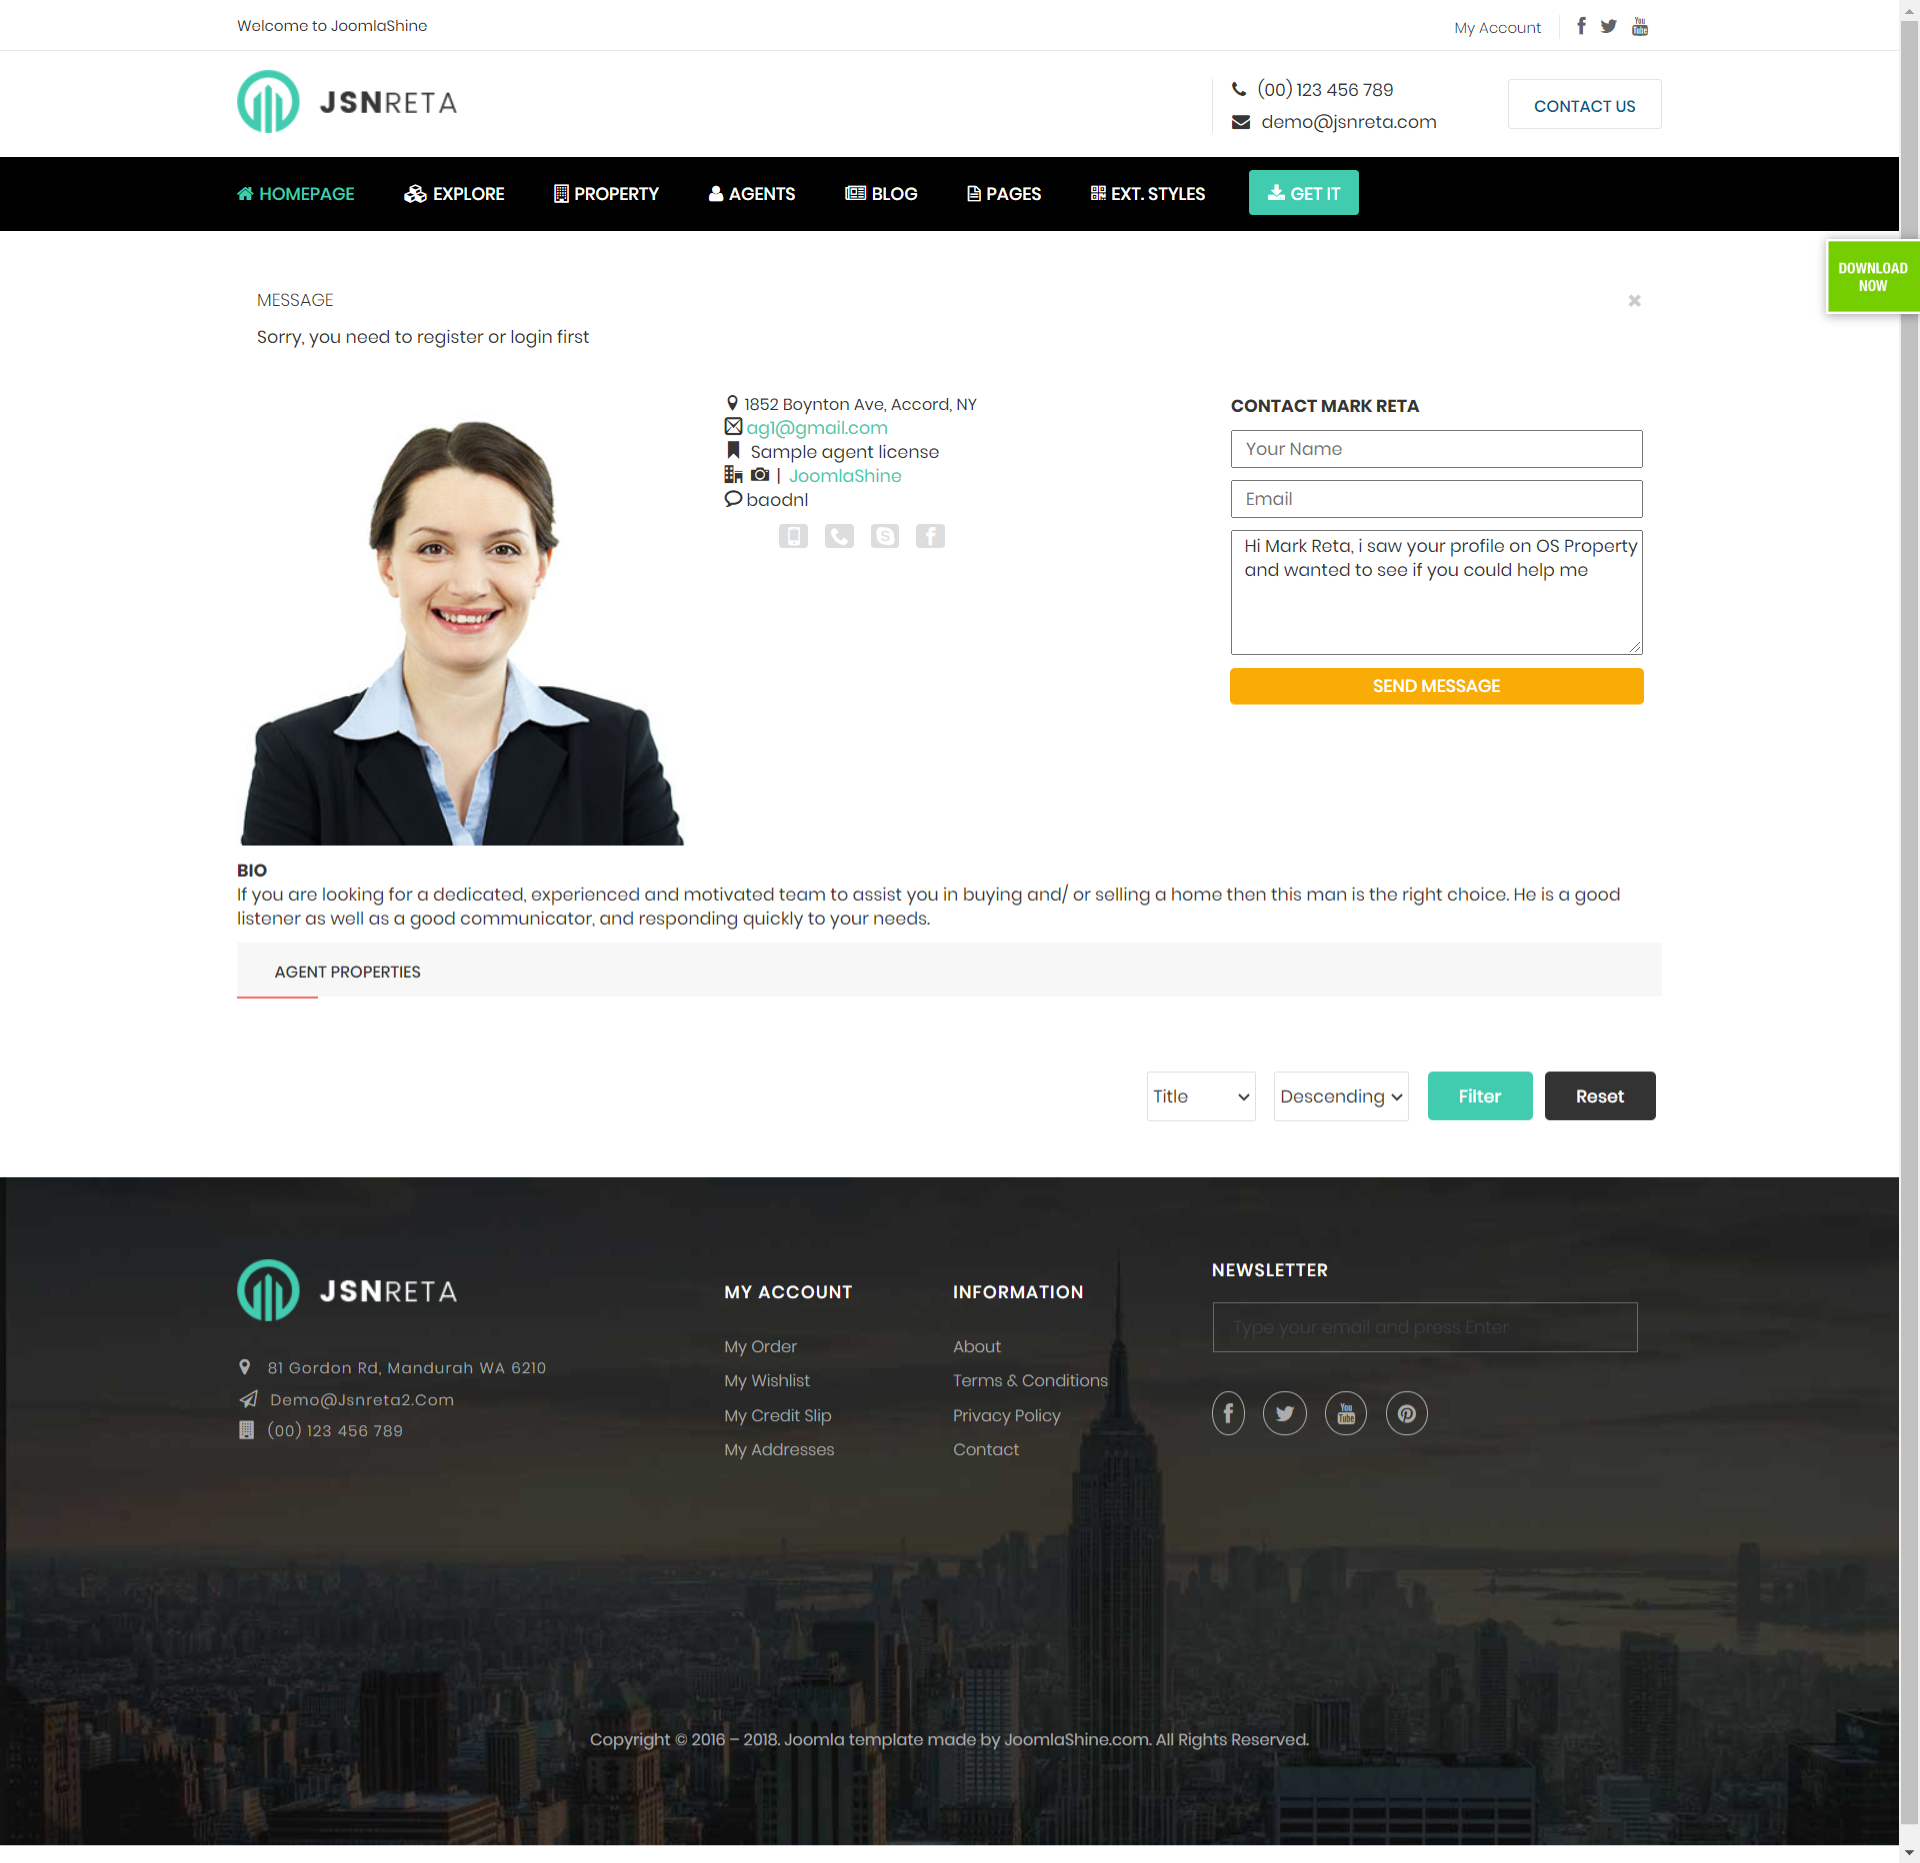 Welcome to JoomlaShine
My Account
JSNRETA
(00) 123 456 789
demo@jsnreta.com
CONTACT US
HOMEPAGE EXPLORE PROPERTY AGENTS BLOG PAGES EXT. STYLES GET IT
DOWNLOAD
NOW
MESSAGE
Sorry, you need to register or login first
1852 Boynton Ave, Accord, NY
ag1@gmail.com
Sample agent license
| JoomlaShine
baodnl
CONTACT MARK RETA
Your Name
Email
Hi Mark Reta, i saw your profile on OS Property
and wanted to see if you could help me
SEND MESSAGE
BIO
If you are looking for a dedicated, experienced and motivated team to assist you in buying and/ or selling a home then this man is the right choice. He is a good
listener as well as a good communicator, and responding quickly to your needs.
AGENT PROPERTIES
Title Descending Filter Reset
JSNRETA
81 Gordon Rd, Mandurah WA 6210
Demo@Jsnreta2.Com
(00) 123 456 789
MY ACCOUNT
My Order
My Wishlist
My Credit Slip
My Addresses
INFORMATION
About
Terms & Conditions
Privacy Policy
Contact
NEWSLETTER
Type your email and press Enter
Copyright © 2016 – 2018. Joomla template made by JoomlaShine.com. All Rights Reserved.